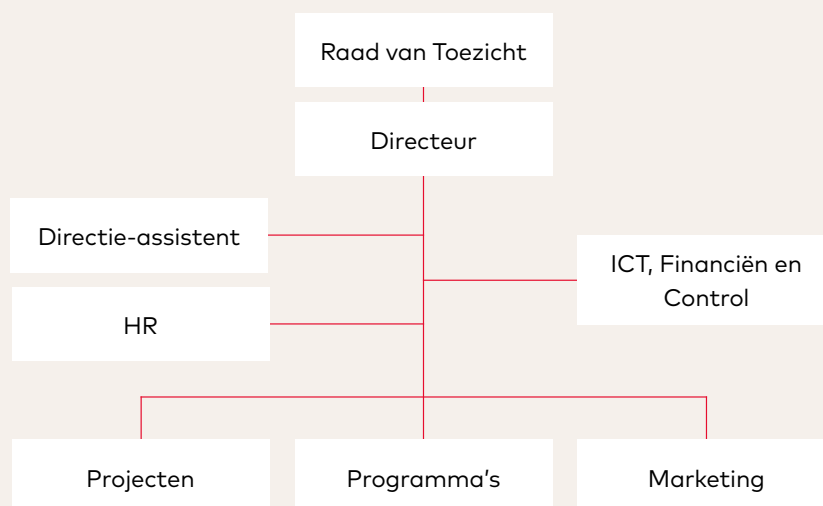 Raad van Toezicht
Directeur
Directie-assistent
ICT, Financiën en
Control
HR
Projecten
Programma's
Marketing